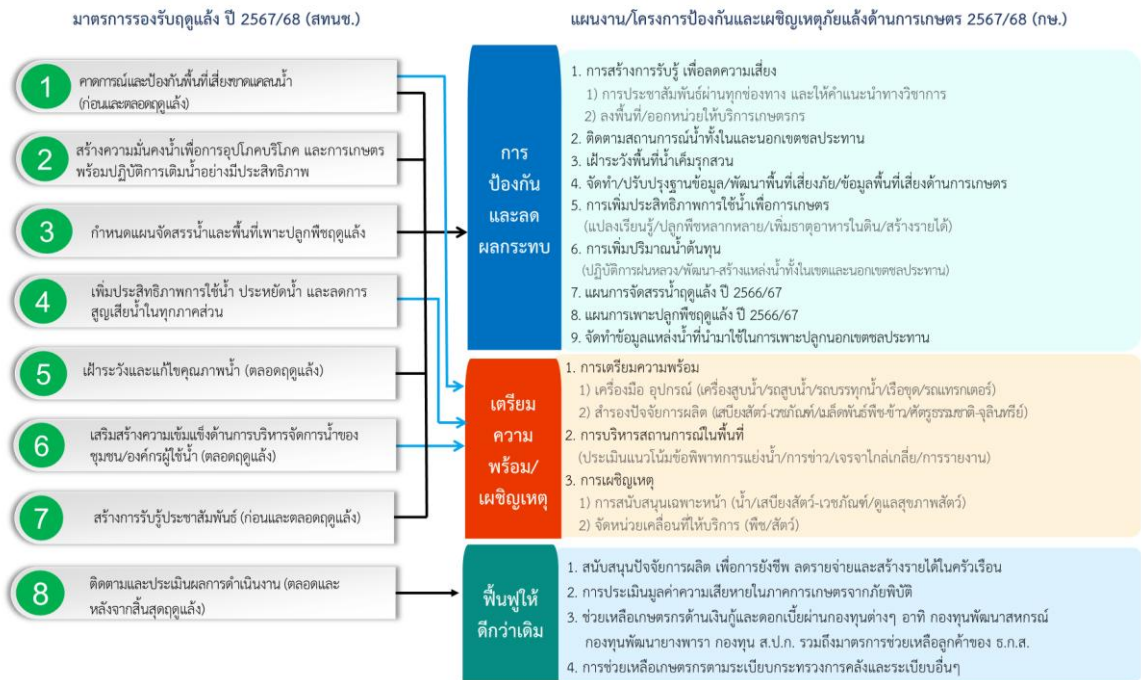 มาตรการรองรับฤดูแล้ง ปี 2567/68 (สทนช.)
1
คาดการณ์และป้องกันพื้นที่เสี่ยงขาดแคลนน้ำ
(ก่อนและตลอดฤดูแล้ง)
2
สร้างความมั่นคงน้ำเพื่อการอุปโภคบริโภค และการเกษตร
พร้อมปฏิบัติการเติมน้ำอย่างมีประสิทธิภาพ
3
กำหนดแผนจัดสรรน้ำและพื้นที่เพาะปลูกพืชฤดูแล้ง
4
เพิ่มประสิทธิภาพการใช้น้ำ ประหยัดน้ำ และลดการ
สูญเสียน้ำในทุกภาคส่วน
5
เฝ้าระวังและแก้ไขคุณภาพน้ำ (ตลอดฤดูแล้ง)
6
เสริมสร้างความเข้มแข็งด้านการบริหารจัดการน้ำของ
ชุมชน/องค์กรผู้ใช้น้ำ (ตลอดฤดูแล้ง)
7
สร้างการรับรู้ประชาสัมพันธ์ (ก่อนและตลอดฤดูแล้ง)
8
ติดตามและประเมินผลการดำเนินงาน (ตลอดและ
หลังจากสิ้นสุดฤดูแล้ง)
แผนงาน/โครงการป้องกันและเผชิญเหตุภัยแล้งด้านการเกษตร 2567/68 (กษ.)
การ
ป้องกัน
และลด
ผลกระทบ
1. การสร้างการรับรู้ เพื่อลดความเสี่ยง
1) การประชาสัมพันธ์ผ่านทุกช่องทาง และให้คำแนะนำทางวิชาการ
2) ลงพื้นที่/ออกหน่วยให้บริการเกษตรกร
2. ติดตามสถานการณ์น้ำทั้งในและนอกเขตชลประทาน
3. เฝ้าระวังพื้นที่น้ำเค็มรุกสวน
4. จัดทำ/ปรับปรุงฐานข้อมูล/พัฒนาพื้นที่เสี่ยงภัย/ข้อมูลพื้นที่เสี่ยงด้านการเกษตร
5. การเพิ่มประสิทธิภาพการใช้น้ำเพื่อการเกษตร
(แปลงเรียนรู้/ปลูกพืชหลากหลาย/เพิ่มธาตุอาหารในดิน/สร้างรายได้)
6. การเพิ่มปริมาณน้ำต้นทุน
(ปฏิบัติการฝนหลวง/พัฒนา-สร้างแหล่งน้ำทั้งในเขตและนอกเขตชลประทาน)
7. แผนการจัดสรรน้ำฤดูแล้ง ปี 2566/67
8. แผนการเพาะปลูกพืชฤดูแล้ง ปี 2566/67
9. จัดทำข้อมูลแหล่งน้ำที่นำมาใช้ในการเพาะปลูกนอกเขตชลประทาน
เตรียม
ความ
พร้อม/
เผชิญเหตุ
1. การเตรียมความพร้อม
1) เครื่องมือ อุปกรณ์ (เครื่องสูบน้ำ/รถสูบน้ำ/รถบรรทุกน้ำ/เรือขุด/รถแทรกเตอร์)
2) สำรองปัจจัยการผลิต (เสบียงสัตว์-เวชภัณฑ์/เมล็ดพันธ์พืช-ข้าว/ศัตรูธรรมชาติ-จุลินทรีย์)
2. การบริหารสถานการณ์ในพื้นที่
(ประเมินแนวโน้มข้อพิพาทการแย่งน้ำ/การข่าว/เจรจาไกล่เกลี่ย/การรายงาน)
3. การเผชิญเหตุ
1) การสนับสนุนเฉพาะหน้า (น้ำ/เสบียงสัตว์-เวชภัณฑ์/ดูแลสุขภาพสัตว์)
2) จัดหน่วยเคลื่อนที่ให้บริการ (พืช/สัตว์)
ฟื้นฟูให้
ดีกว่าเดิม
1. สนับสนุนปัจจัยการผลิต เพื่อการยังชีพ ลดรายจ่ายและสร้างรายได้ในครัวเรือน
2. การประเมินมูลค่าความเสียหายในภาคการเกษตรจากภัยพิบัติ
3. ช่วยเหลือเกษตรกรด้านเงินกู้และดอกเบี้ยผ่านกองทุนต่างๆ อาทิ กองทุนพัฒนาสหกรณ์
กองทุนพัฒนายางพารา กองทุน ส.ป.ก. รวมถึงมาตรการช่วยเหลือลูกค้าของ ธ.ก.ส.
4. การช่วยเหลือเกษตรกรตามระเบียบกระทรวงการคลังและระเบียบอื่นๆ